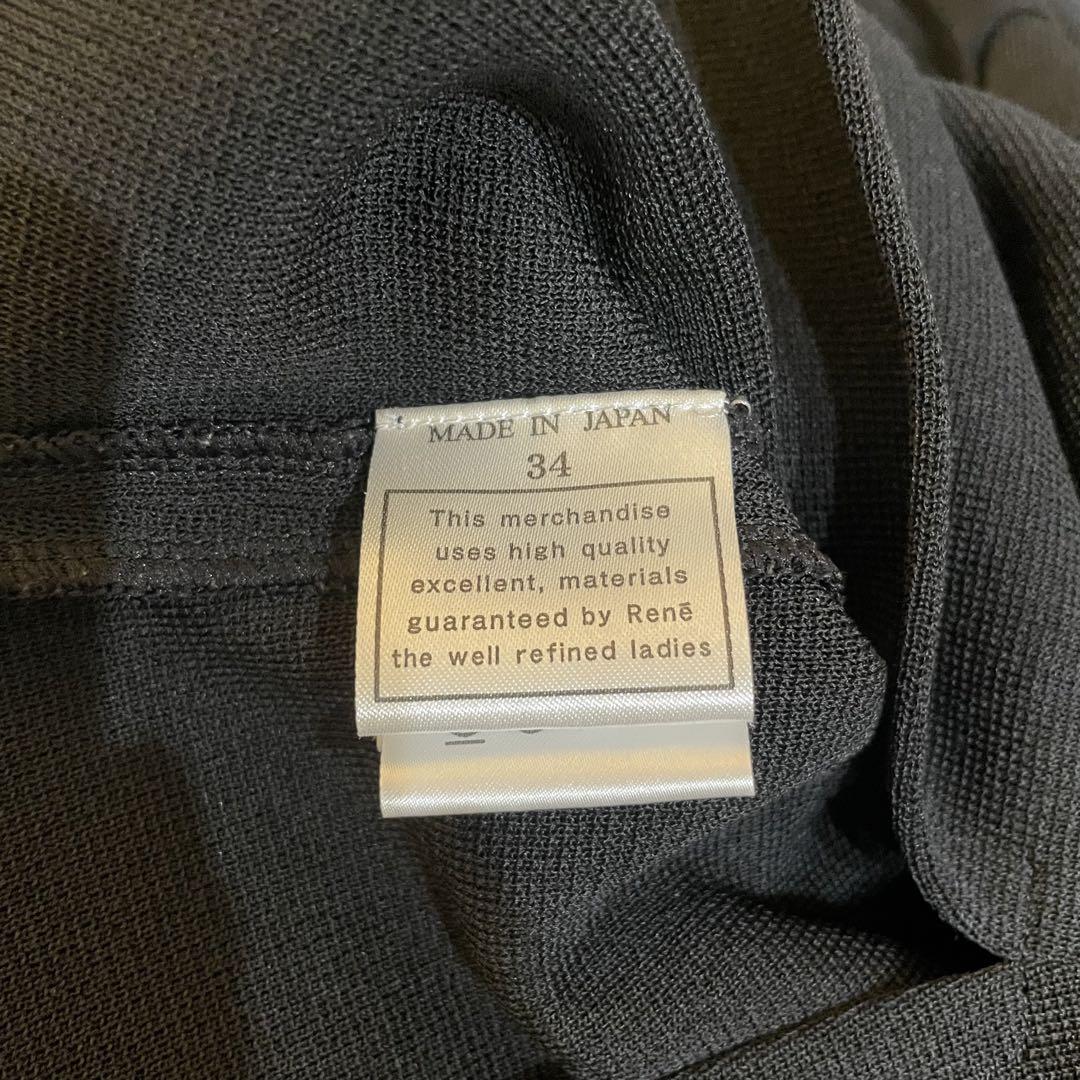 MADE IN JAPAN
34
This merchandise
uses high quality
excellent, materials
guaranteed by Renē
the well refined ladies